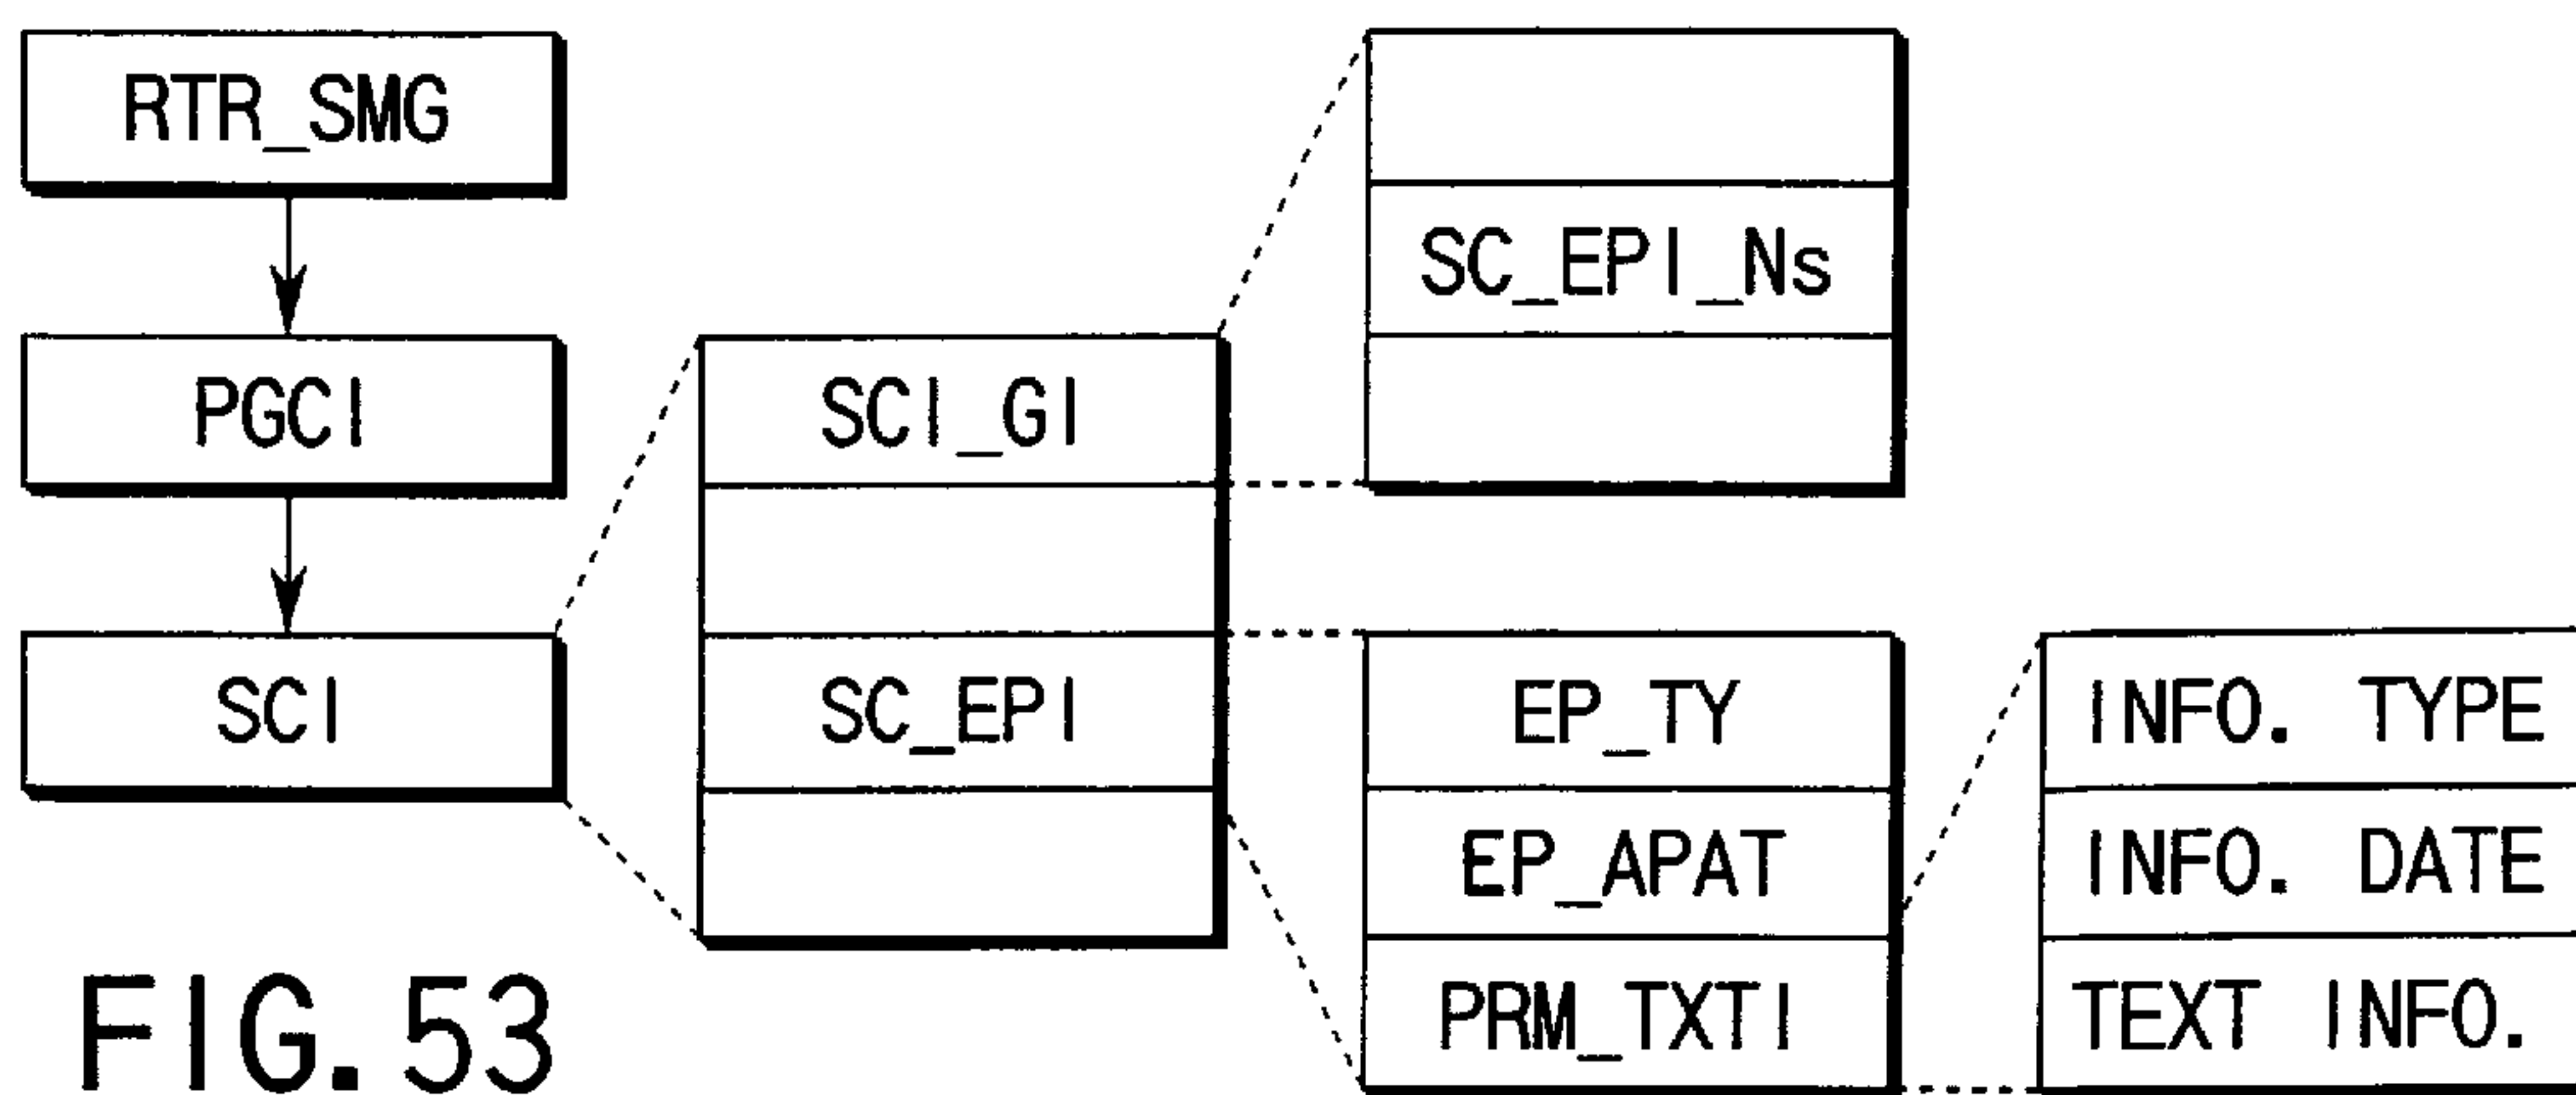 RTR_SMG
PGCI
SCI
SCI_GI
SC_EPI
SC_EPI_Ns
EP_TY
EP_APAT
PRM_TXTI
INFO. TYPE
INFO. DATE
TEXT INFO.
FIG. 53